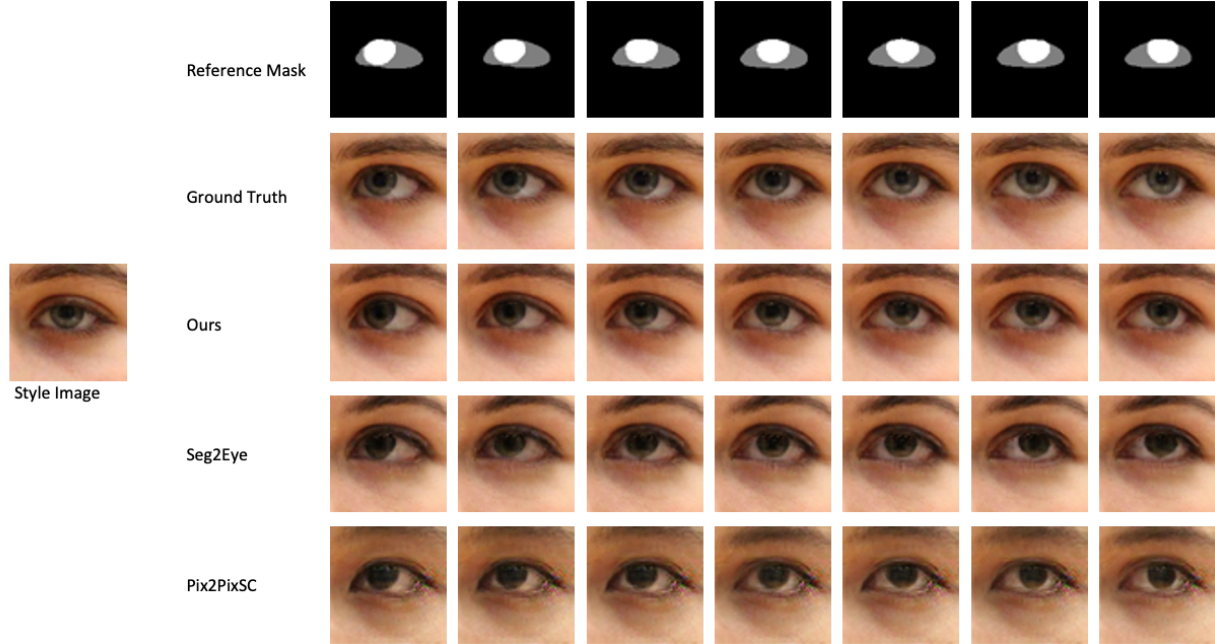 Reference Mask
Ground Truth
Ours
Style Image
Seg2Eye
Pix2PixSC